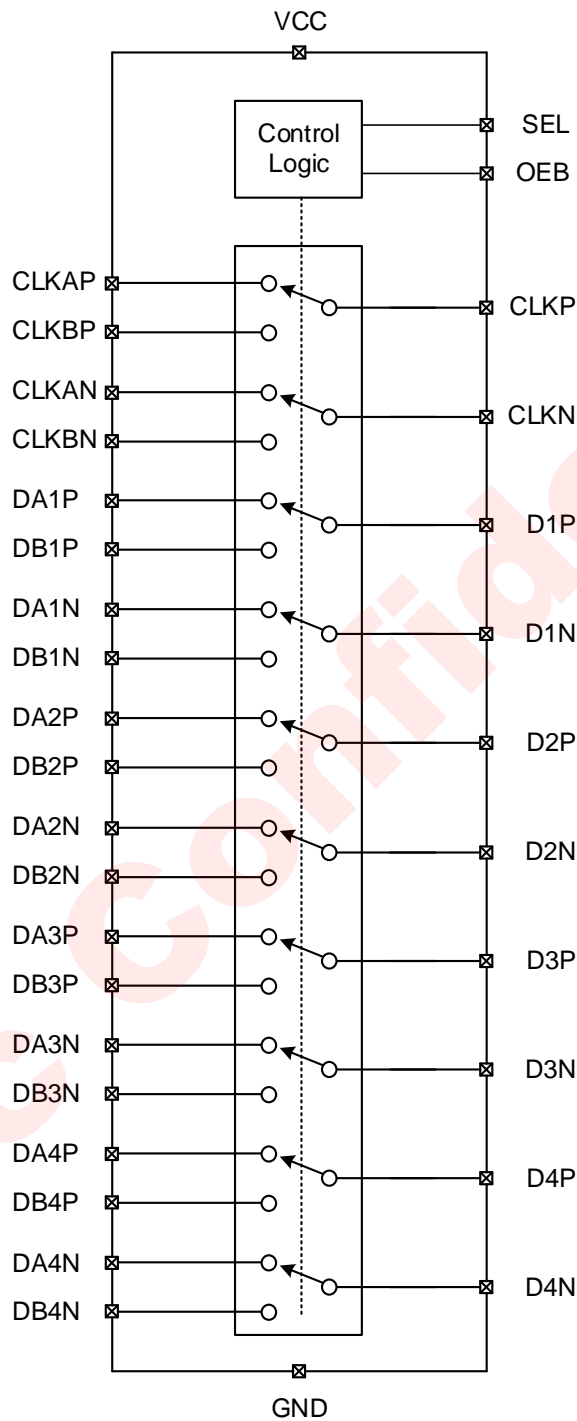 VCC
Control
Logic
SEL
OEB
CLKAP
CLKBP
CLKP
CLKAN
CLKBN
CLKN
DA1P
DB1P
D1P
DA1N
DB1N
D1N
DA2P
DB2P
D2P
DA2N
DB2N
D2N
DA3P
DB3P
D3P
DA3N
DB3N
D3N
DA4P
DB4P
D4P
DA4N
DB4N
D4N
GND
c Confide